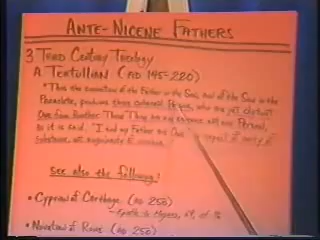 ANTE-NICENE FATHERS
3. THIRD CENTURY THEOLOGY
A. TERTULLIAN (AD 145-220)
"Thus the connection of the Father in the Son, and of the Son in the
Paraclete, produces three coherent Persons, who are yet distinct
One from Another. These Three are one essence, not one Person,
as it is said, "I and my Father are One" in respect of unity of
substance not singularity of number.
See also the following!
• Cyprian of Carthage (AD 250)
- Epistle to
• Novatian of Rome (AD 250)